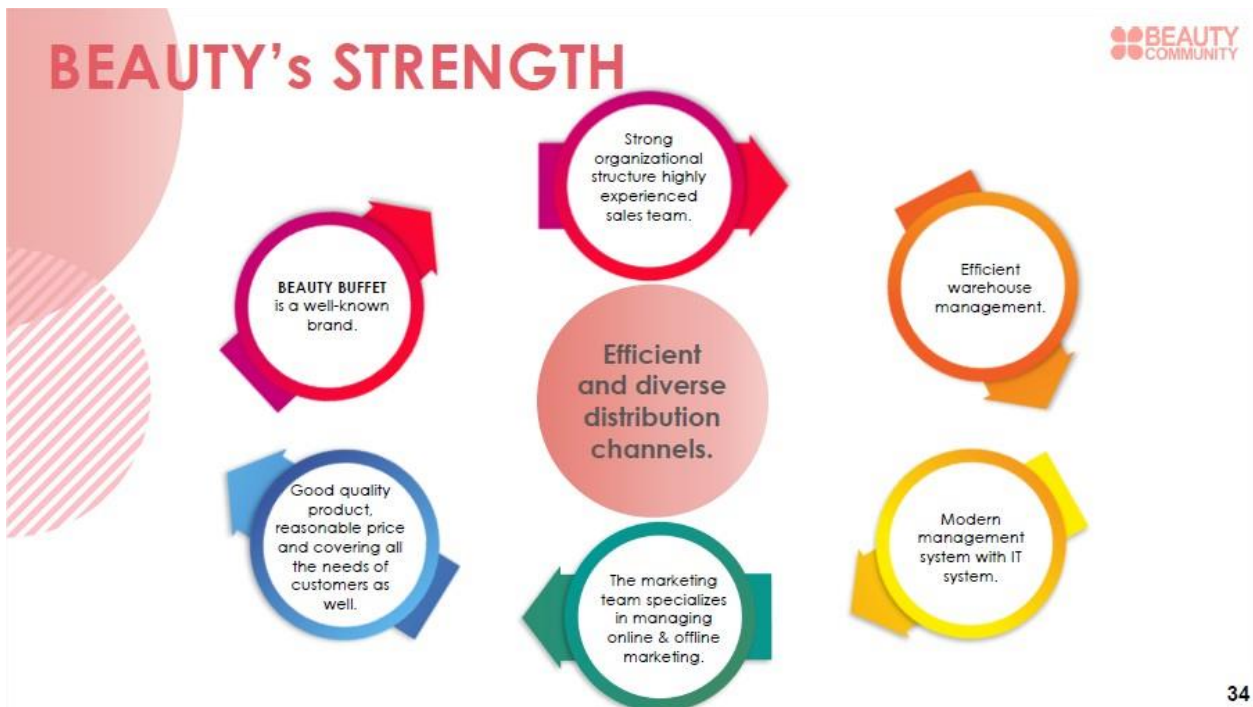 BEAUTY's STRENGTH
BEAUTY
COMMUNITY
Strong
organizational
structure highly
experienced
sales team.
BEAUTY BUFFET
is a well-known
brand.
Efficient
warehouse
management.
Efficient
and diverse
distribution
channels.
Good quality
product,
reasonable price
and covering all
the needs of
customers as
well.
The marketing
team specializes
in managing
online & offline
marketing.
Modern
management
system with IT
system.
34